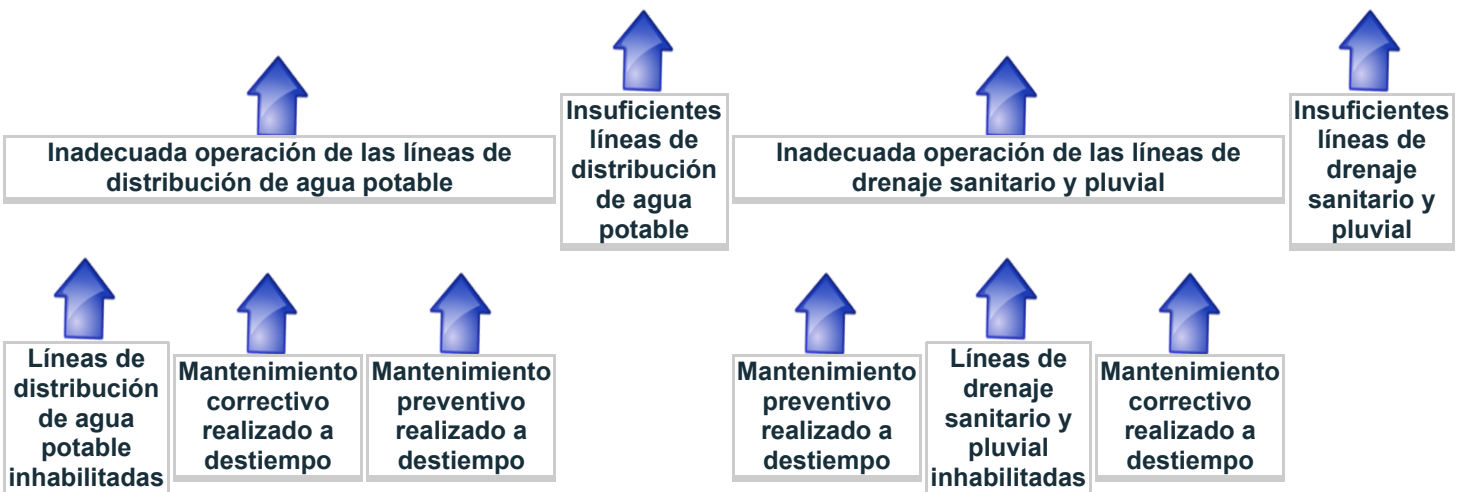 Inadecuada operación de las líneas de
distribución de agua potable
Insuficientes
líneas de
distribución
de agua
potable
Inadecuada operación de las líneas de
drenaje sanitario y pluvial
Insuficientes
líneas de
drenaje
sanitario y
pluvial
Líneas de
distribución
de agua
potable
inhabilitadas
Mantenimiento
correctivo
realizado a
destiempo
Mantenimiento
preventivo
realizado a
destiempo
Mantenimiento
preventivo
realizado a
destiempo
Líneas de
drenaje
sanitario y
pluvial
inhabilitadas
Mantenimiento
correctivo
realizado a
destiempo